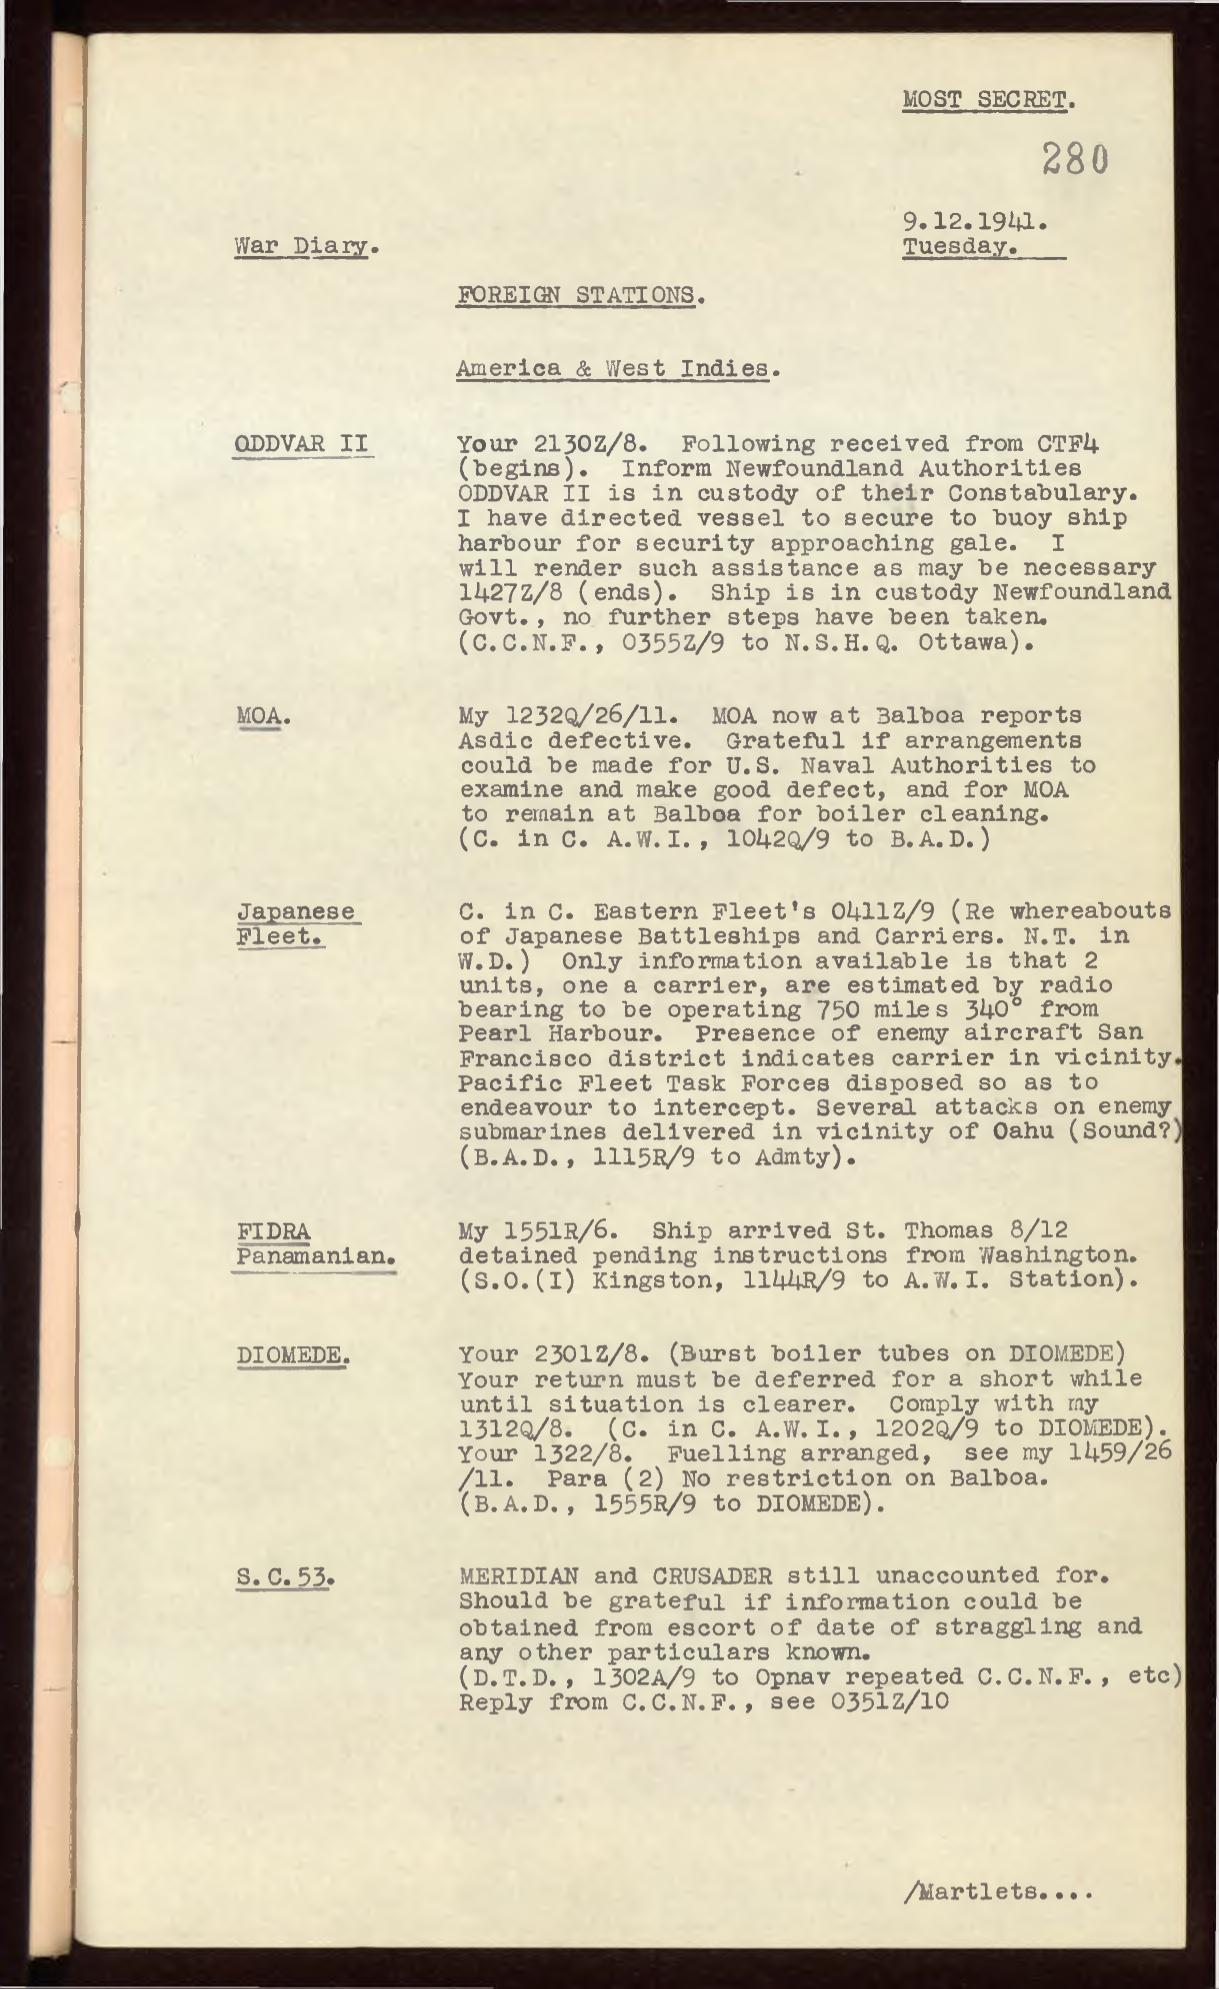 MOST SECRET.
280
9.12.1941.
War Diary.
Tuesday.
FOREIGN STATIONS.
America & West Indies.
ODDVAR II Your 2130Z/8. Following received from CTF4
(begins). Inform Newfoundland Authorities
ODDVAR II is in custody of their Constabulary.
I have directed vessel to secure to buoy ship
harbour for security approaching gale. I
will render such assistance as may be necessary
1427Z/8 (ends). Ship is in custody Newfoundland
Govt., no further steps have been taken.
(C.C.N.F., 0355Z/9 to N.S.H.Q. Ottawa).
MOA. My 1232Q/26/11. MOA now at Balboa reports
Asdic defective. Grateful if arrangements
could be made for U.S. Naval Authorities to
examine and make good defect, and for MOA
to remain at Balboa for boiler cleaning.
(C. in C. A.W.I., 1042Q/9 to B.A.D.)
Japanese C. in C. Eastern Fleet's 0411Z/9 (Re whereabouts
Fleet. of Japanese Battleships and Carriers. N.T. in
W.D.) Only information available is that 2
units, one a carrier, are estimated by radio
bearing to be operating 750 miles 340° from
Pearl Harbour. Presence of enemy aircraft San
Francisco district indicates carrier in vicinity.
Pacific Fleet Task Forces disposed so as to
endeavour to intercept. Several attacks on enemy
submarines delivered in vicinity of Oahu (Sound?)
(B.A.D., 1115R/9 to Admty).
FIDRA My 1551R/6. Ship arrived St. Thomas 8/12
Panamanian. detained pending instructions from Washington.
(S.O.(I) Kingston, 1144R/9 to A.W.I. Station).
DIOMEDE. Your 2301Z/8. (Burst boiler tubes on DIOMEDE)
Your return must be deferred for a short while
until situation is clearer. Comply with my
1312Q/8. (C. in C. A.W.I., 1202Q/9 to DIOMEDE).
Your 1322/8. Fuelling arranged, see my 1459/26
/11. Para (2) No restriction on Balboa.
(B.A.D., 1555R/9 to DIOMEDE).
S.C.53. MERIDIAN and CRUSADER still unaccounted for.
Should be grateful if information could be
obtained from escort of date of straggling and
any other particulars known.
(D.T.D., 1302A/9 to Opnav repeated C.C.N.F., etc)
Reply from C.C.N.F., see 0351Z/10
/Martlets....